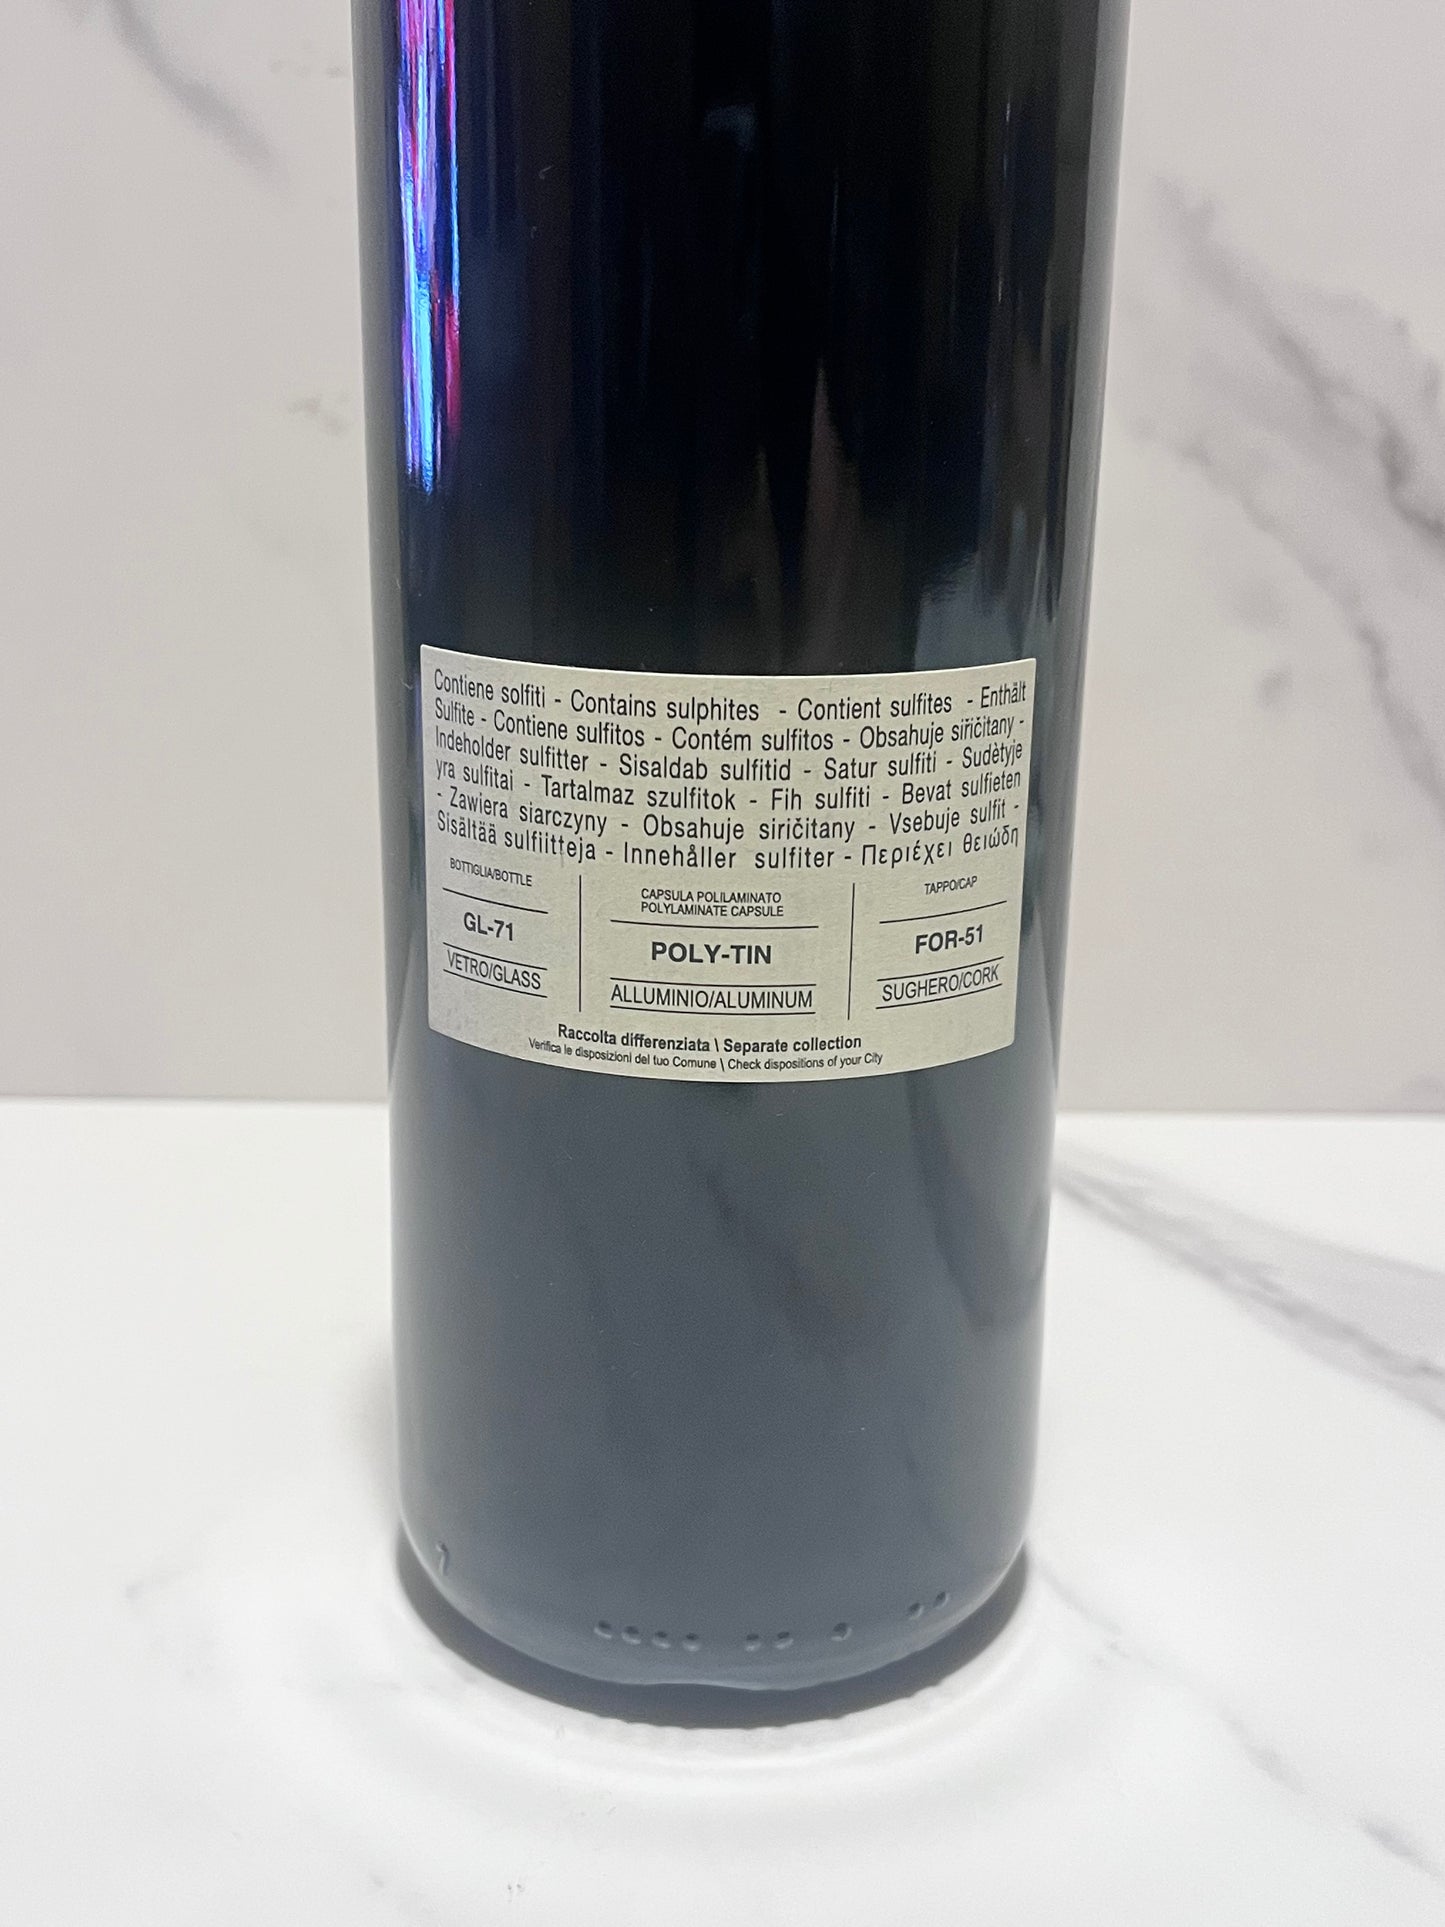 Contiene solfiti - Contains sulphites - Contient sulfites - Enthält
Sulfite - Contiene sulfitos - Contém sulfitos - Obsahuje siřičitany -
Indeholder sulfitter - Sisaldab sulfitid - Satur sulfiti - Sudètyje
yra sulfitai - Tartalmaz szulfitok - Fih sulfiti - Bevat sulfieten
- Zawiera siarczyny - Obsahuje siričitany - Vsebuje sulfit -
Sisältää sulfiitteja - Innehåller sulfiter - Περιέχει θειώδη
BOTTIGLIA/BOTTLE
GL-71
VETRO/GLASS
CAPSULA POLILAMINATO
POLYLAMINATE CAPSULE
POLY-TIN
ALLUMINIO/ALUMINUM
TAPPO/CAP
FOR-51
SUGHERO/CORK
Raccolta differenziata \ Separate collection
Verifica le disposizioni del tuo Comune \ Check dispositions of your City